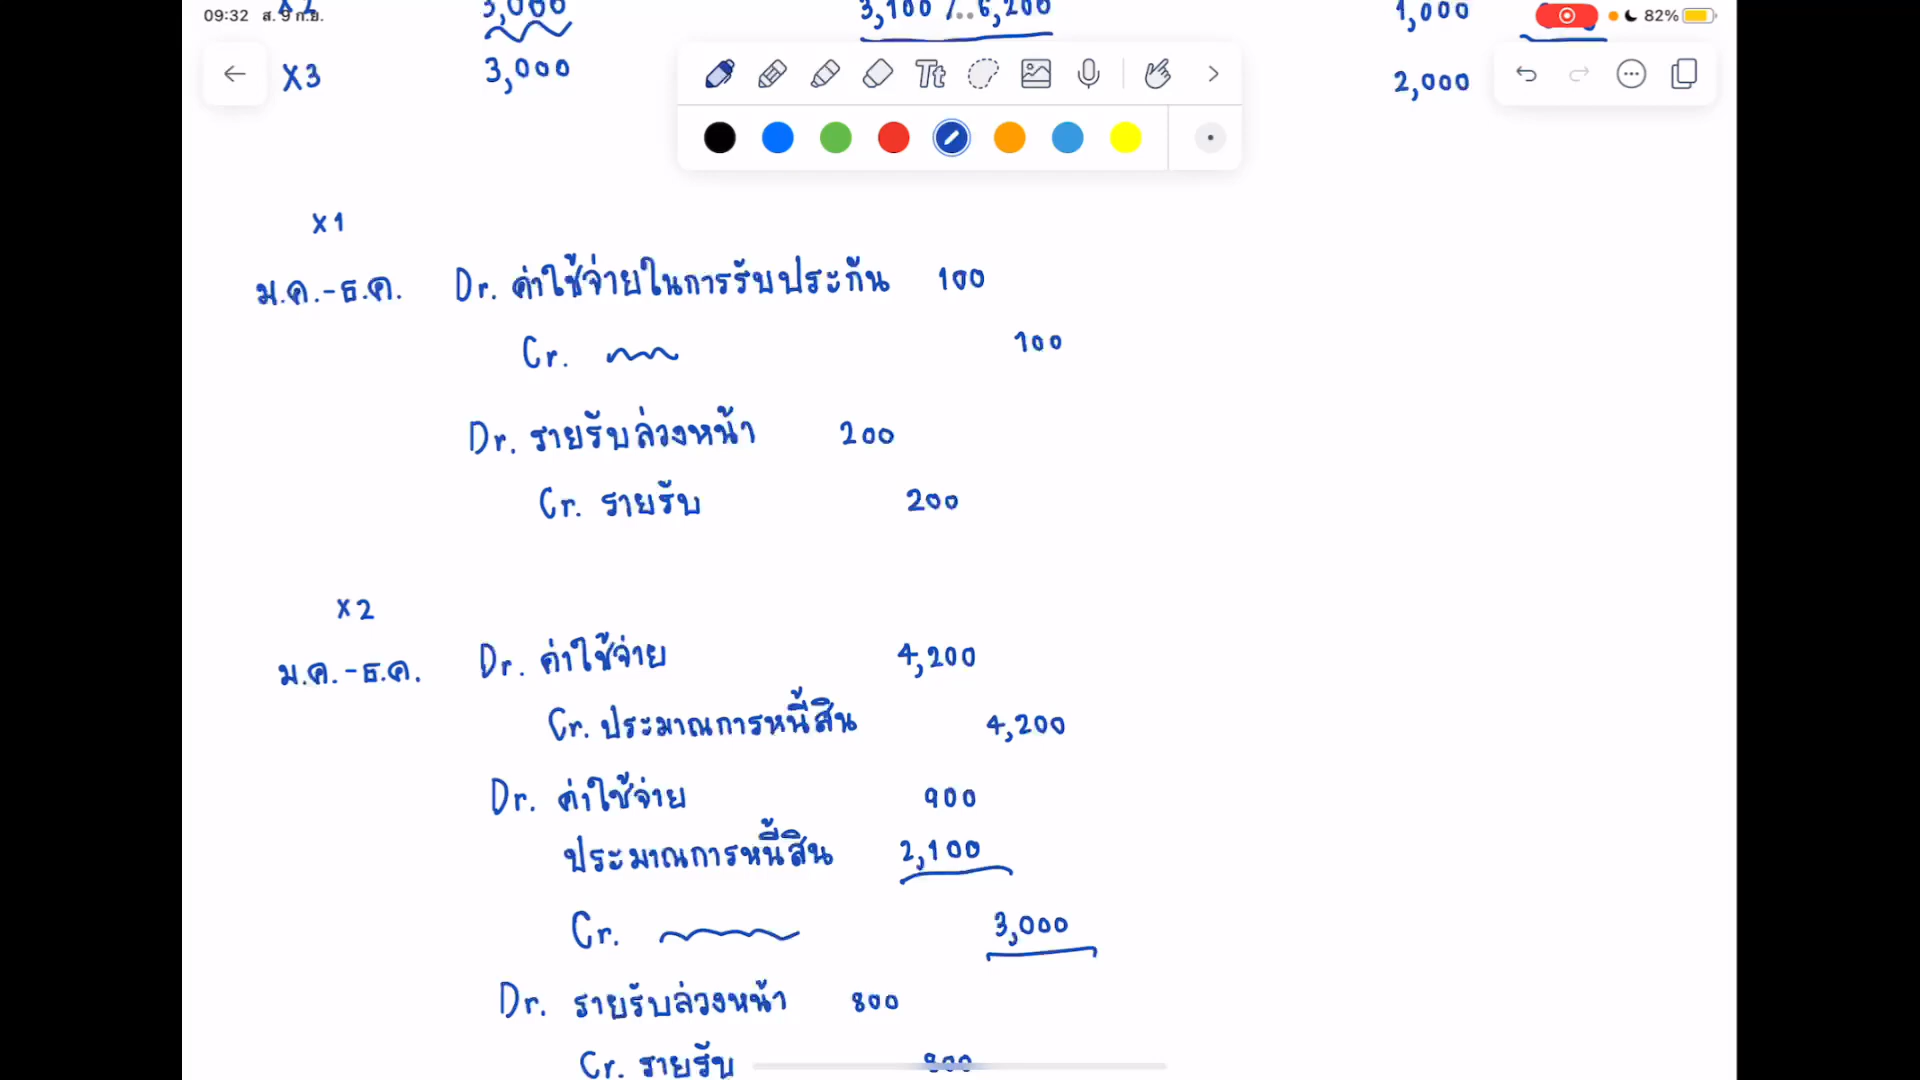 09:32 ส. 9 ก.ย. 82%
3,000 3,100 / 6,200 1,000
X3 3,000 2,000
Tt
X1
ม.ค.-ธ.ค. Dr. ค่าใช้จ่ายในการรับประกัน 100
Cr. 100
Dr. รายรับล่วงหน้า 200
Cr. รายรับ 200
X2
ม.ค.-ธ.ค. Dr. ค่าใช้จ่าย 4,200
Cr. ประมาณการหนี้สิน 4,200
Dr. ค่าใช้จ่าย 900
ประมาณการหนี้สิน 2,100
Cr. 3,000
Dr. รายรับล่วงหน้า 800
Cr. รายรับ 800